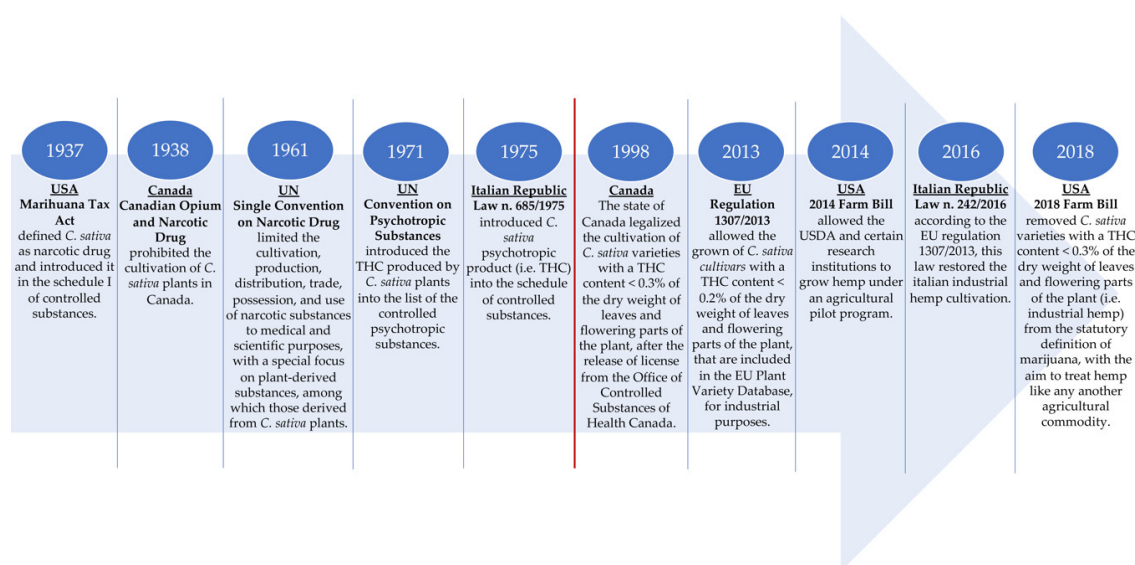 1937
USA
Marihuana Tax
Act
defined C. sativa
as narcotic drug
and introduced it
in the schedule I
of controlled
substances.
1938
Canada
Canadian Opium
and Narcotic
Drug
prohibited the
cultivation of C.
sativa plants in
Canada.
1961
UN
Single Convention
on Narcotic Drug
limited the
cultivation,
production,
distribution, trade,
possession, and use
of narcotic substances
to medical and
scientific purposes,
with a special focus
on plant-derived
substances, among
which those derived
from C. sativa plants.
1971
UN
Convention on
Psychotropic
Substances
introduced the
THC produced by
C. sativa plants
into the list of the
controlled
psychotropic
substances.
1975
Italian Republic
Law n. 685/1975
introduced C.
sativa
psychotropic
product (i.e. THC)
into the schedule
of controlled
substances.
1998
Canada
The state of
Canada legalized
the cultivation of
C. sativa varieties
with a THC
content < 0.3% of
the dry weight of
leaves and
flowering parts of
the plant, after the
release of license
from the Office of
Controlled
Substances of
Health Canada.
2013
EU
Regulation
1307/2013
allowed the
grown of C. sativa
cultivars with a
THC content <
0.2% of the dry
weight of leaves
and flowering
parts of the plant,
that are included
in the EU Plant
Variety Database,
for industrial
purposes.
2014
USA
2014 Farm Bill
allowed the
USDA and certain
research
institutions to
grow hemp under
an agricultural
pilot program.
2016
Italian Republic
Law n. 242/2016
according to the
EU regulation
1307/2013, this
law restored the
italian industrial
hemp cultivation.
2018
USA
2018 Farm Bill
removed C. sativa
varieties with a THC
content < 0.3% of the
dry weight of leaves
and flowering parts
of the plant (i.e.
industrial hemp)
from the statutory
definition of
marijuana, with the
aim to treat hemp
like any another
agricultural
commodity.